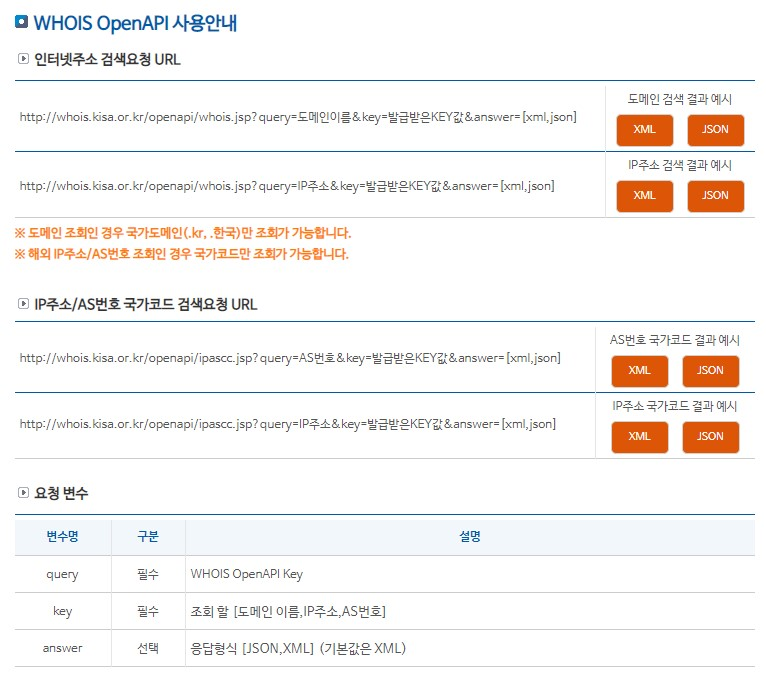 WHOIS OpenAPI 사용안내
인터넷주소 검색요청 URL
http://whois.kisa.or.kr/openapi/whois.jsp?query=도메인이름&key=발급받은KEY값&answer=[xml,json]
도메인 검색 결과 예시
XML JSON
http://whois.kisa.or.kr/openapi/whois.jsp?query=IP주소&key=발급받은KEY값&answer=[xml,json]
IP주소 검색 결과 예시
XML JSON
※ 도메인 조회인 경우 국가도메인(.kr, .한국)만 조회가 가능합니다.
※ 해외 IP주소/AS번호 조회인 경우 국가코드만 조회가 가능합니다.
IP주소/AS번호 국가코드 검색요청 URL
http://whois.kisa.or.kr/openapi/ipascc.jsp?query=AS번호&key=발급받은KEY값&answer=[xml,json]
AS번호 국가코드 결과 예시
XML JSON
http://whois.kisa.or.kr/openapi/ipascc.jsp?query=IP주소&key=발급받은KEY값&answer=[xml,json]
IP주소 국가코드 결과 예시
XML JSON
요청 변수
변수명 구분 설명
query 필수 WHOIS OpenAPI Key
key 필수 조회 할 [도메인 이름,IP주소,AS번호]
answer 선택 응답형식 [JSON,XML] (기본값은 XML)